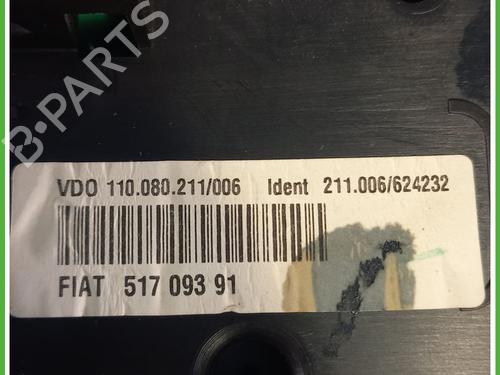 B-PARTS
VDO 110.080.211/006 Ident 211.006/624232
FIAT 517 093 91